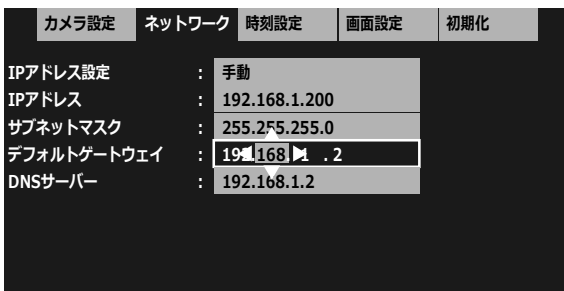 カメラ設定 ネットワーク 時刻設定 画面設定 初期化
IPアドレス設定 : 手動
IPアドレス : 192.168.1.200
サブネットマスク : 255.255.255.0
デフォルトゲートウェイ : 192.168.1 .2
DNSサーバー : 192.168.1.2